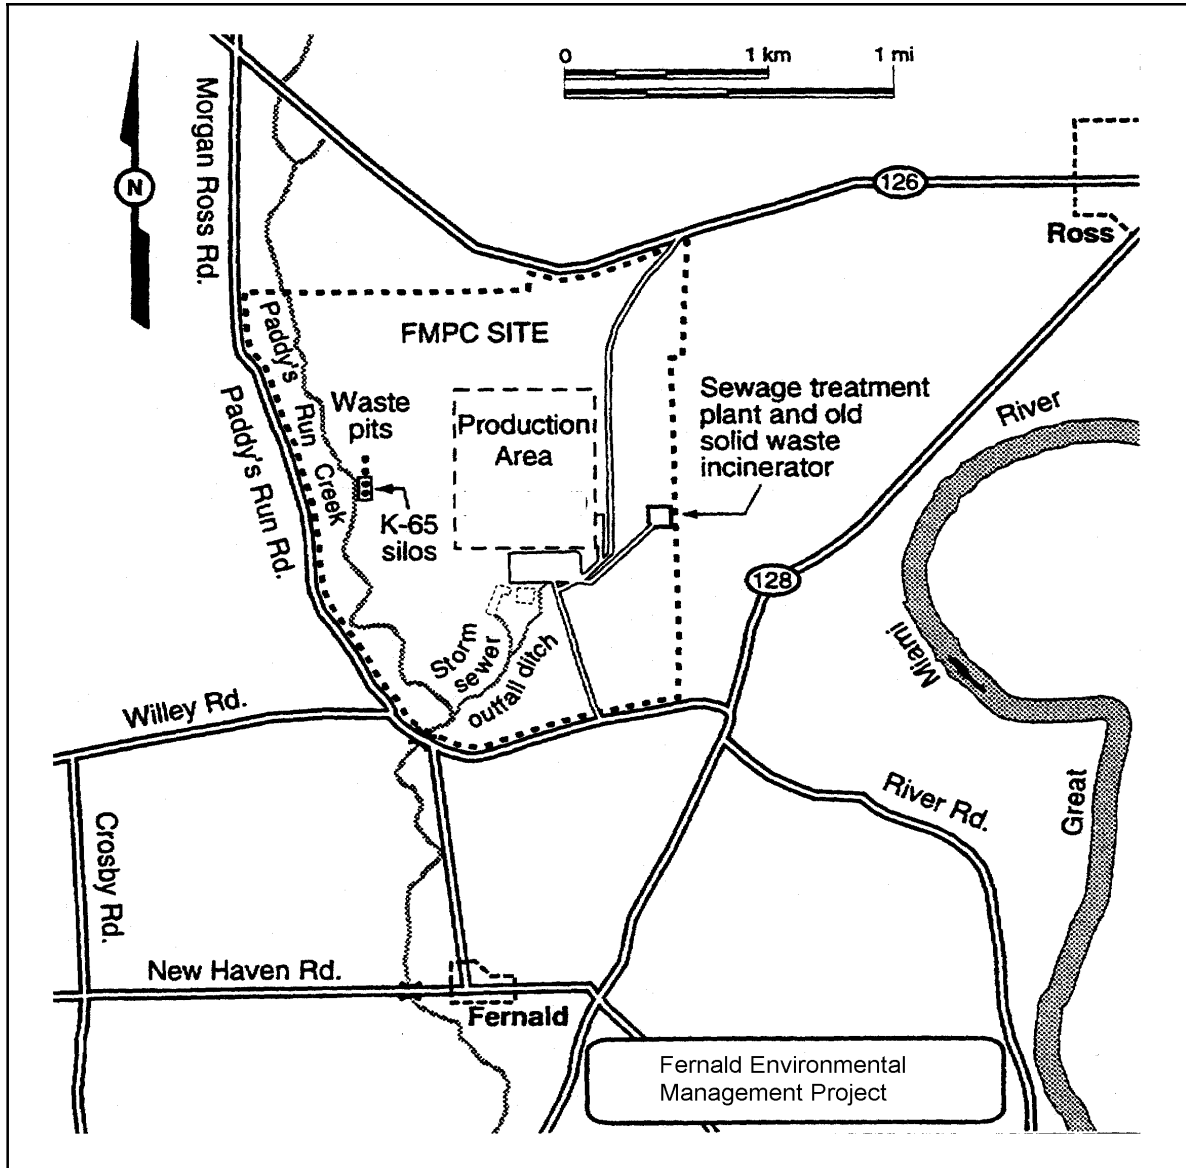 0
1 km
1 mi
Morgan Ross Rd.
N
126
Ross
Paddy's
Run
Creek
FMPC SITE
Waste
pits
Production
Area
Sewage treatment
plant and old
solid waste
incinerator
River
Paddy's Run Rd.
K-65
silos
128
Miami
Storm
sewer
outfall ditch
Willey Rd.
River Rd.
Great
Crosby Rd.
New Haven Rd.
Fernald
Fernald Environmental
Management Project